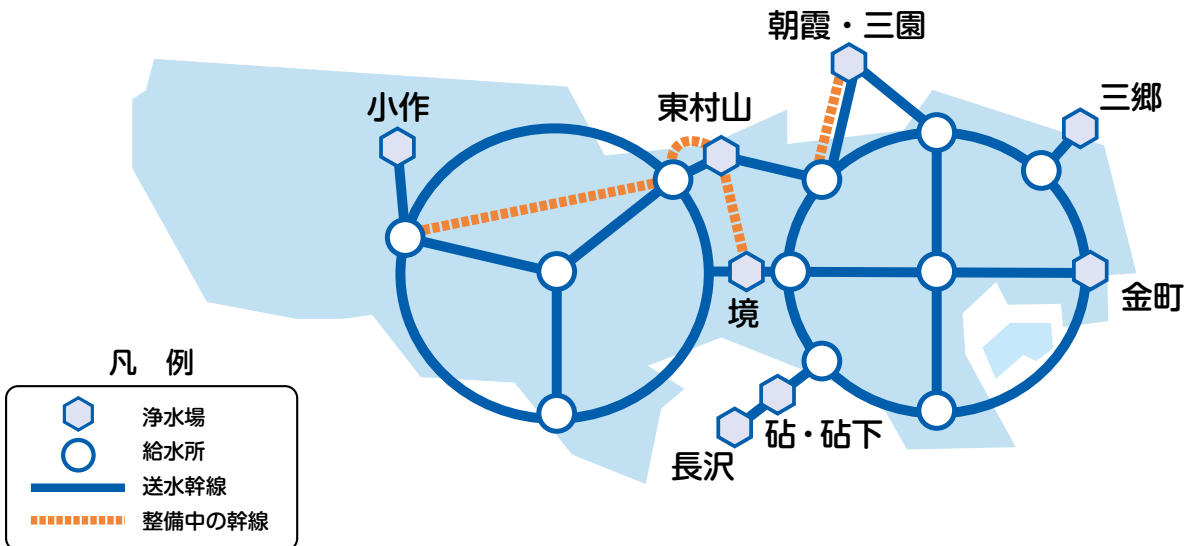 朝霞・三園
三郷
小作
東村山
金町
境
砧・砧下
長沢
凡 例
浄水場
給水所
送水幹線
整備中の幹線